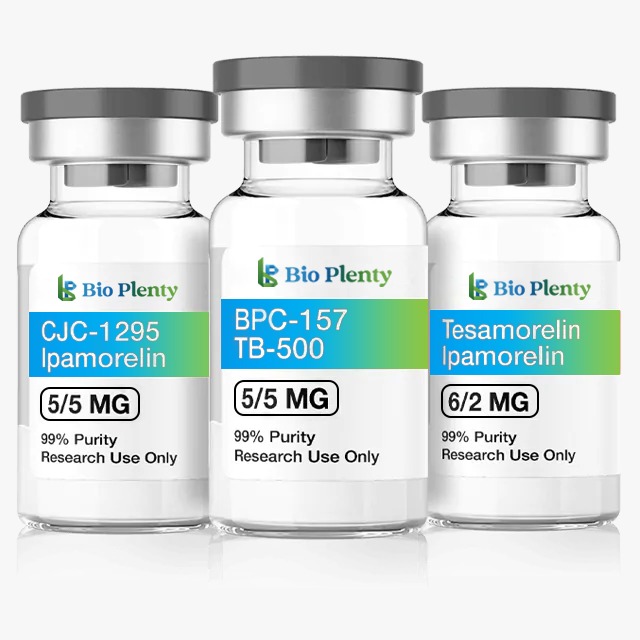 Bio Plenty
CJC-1295
Ipamorelin
5/5 MG
99% Purity
Research Use Only
Bio Plenty
BPC-157
TB-500
5/5 MG
99% Purity
Research Use Only
Bio Plenty
Tesamorelin
Ipamorelin
6/2 MG
99% Purity
Research Use Only